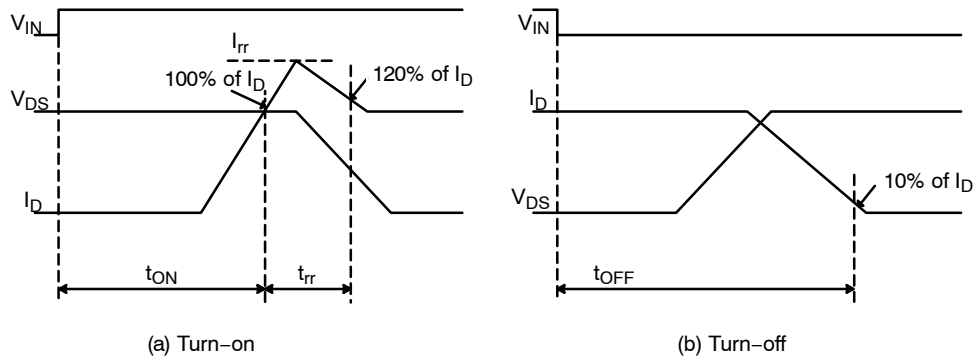 V_IN
I_rr
100% of I_D
120% of I_D
V_DS
I_D
t_ON
t_rr
(a) Turn−on
V_IN
I_D
V_DS
10% of I_D
t_OFF
(b) Turn−off